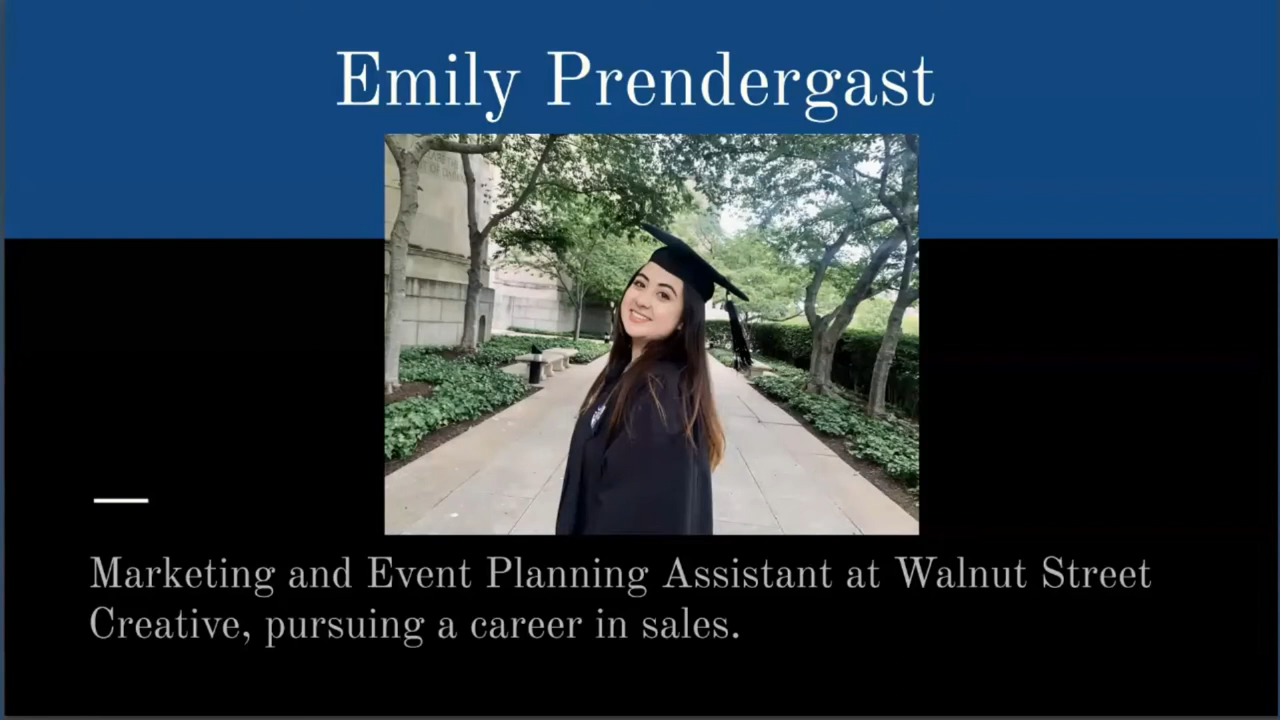 Emily Prendergast
Marketing and Event Planning Assistant at Walnut Street
Creative, pursuing a career in sales.